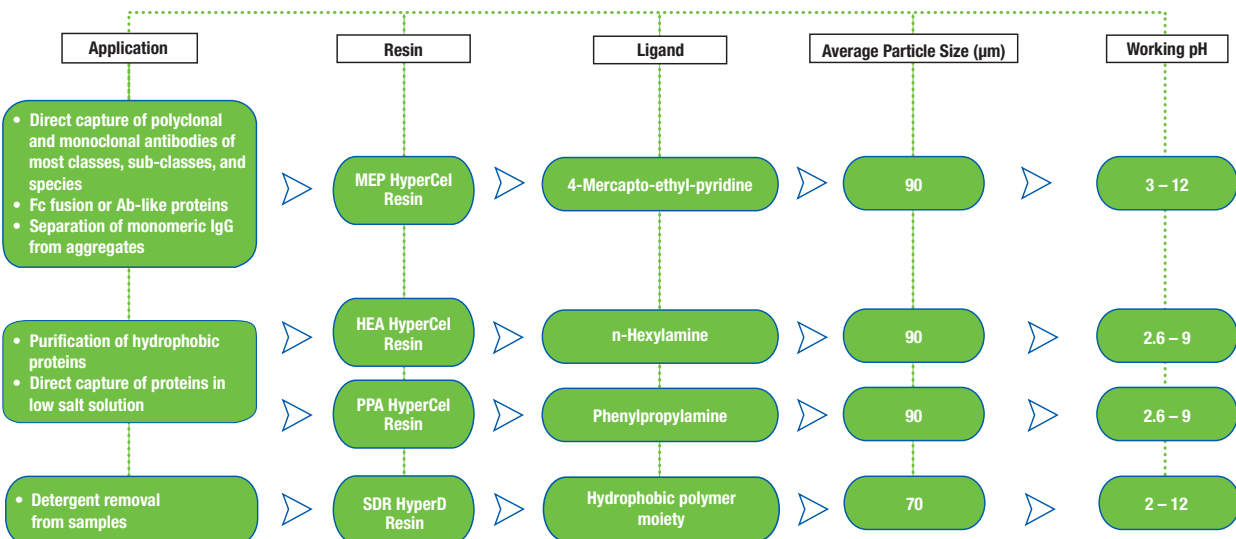 Application
Resin
Ligand
Average Particle Size (µm)
Working pH
• Direct capture of polyclonal
and monoclonal antibodies of
most classes, sub-classes, and
species
• Fc fusion or Ab-like proteins
• Separation of monomeric IgG
from aggregates
MEP HyperCel
Resin
4-Mercapto-ethyl-pyridine
90
3 – 12
• Purification of hydrophobic
proteins
• Direct capture of proteins in
low salt solution
HEA HyperCel
Resin
n-Hexylamine
90
2.6 – 9
PPA HyperCel
Resin
Phenylpropylamine
90
2.6 – 9
• Detergent removal
from samples
SDR HyperD
Resin
Hydrophobic polymer
moiety
70
2 – 12